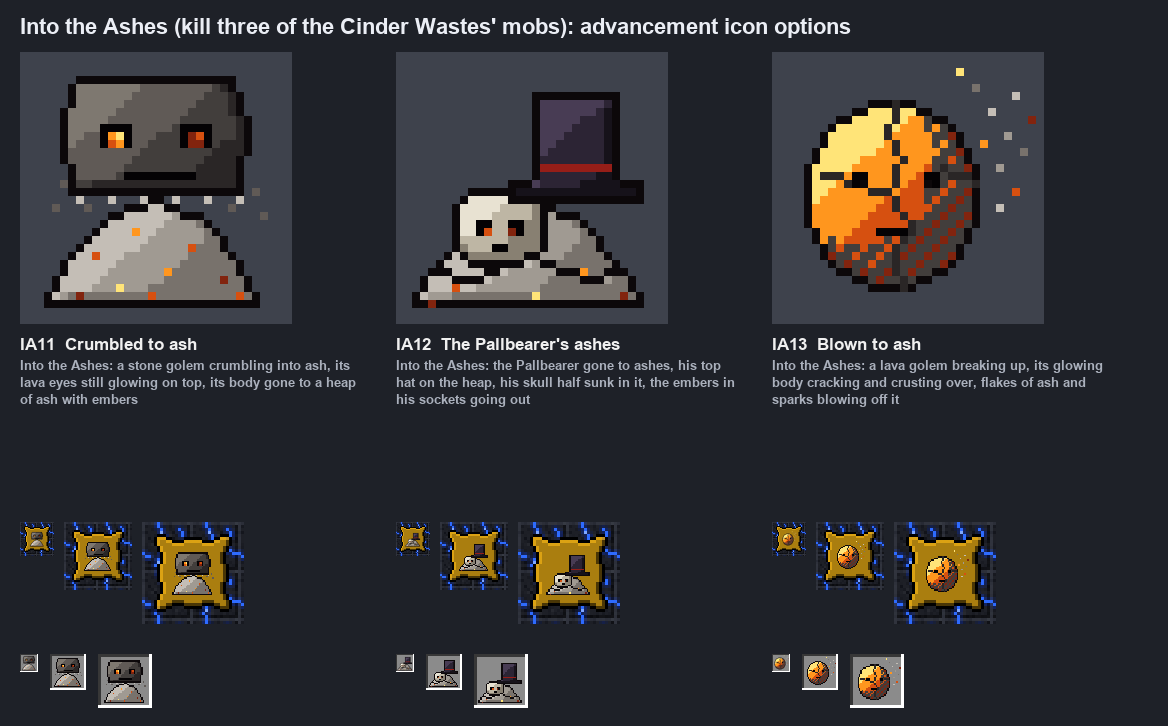 Into the Ashes (kill three of the Cinder Wastes' mobs): advancement icon options
IA11 Crumbled to ash
Into the Ashes: a stone golem crumbling into ash, its
lava eyes still glowing on top, its body gone to a heap
of ash with embers
IA12 The Pallbearer's ashes
Into the Ashes: the Pallbearer gone to ashes, his top
hat on the heap, his skull half sunk in it, the embers in
his sockets going out
IA13 Blown to ash
Into the Ashes: a lava golem breaking up, its glowing
body cracking and crusting over, flakes of ash and
sparks blowing off it